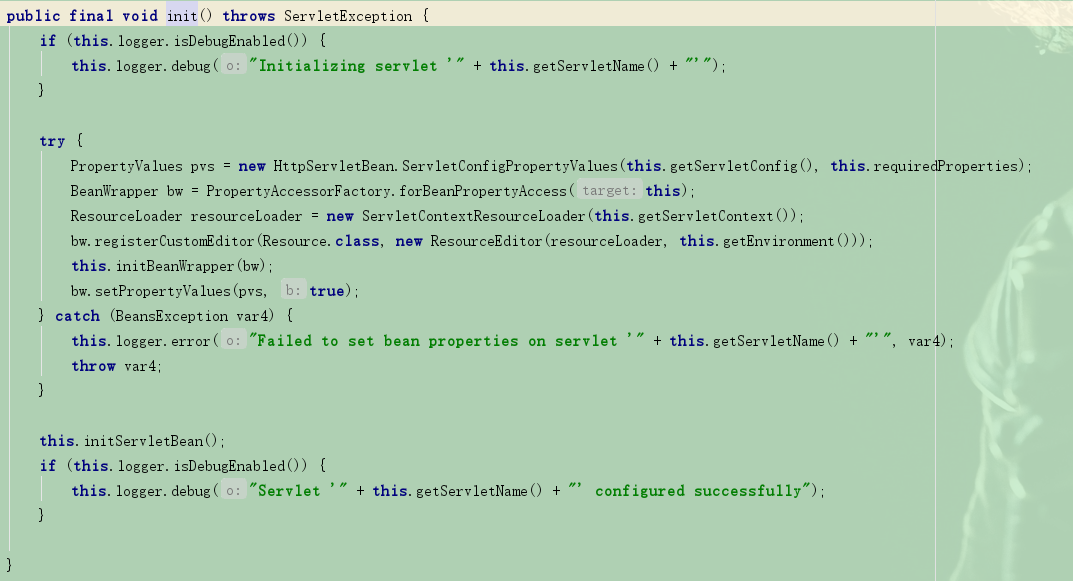 public final void init() throws ServletException {
if (this.logger.isDebugEnabled()) {
this.logger.debug( o: "Initializing servlet '" + this.getServletName() + "'");
}
try {
PropertyValues pvs = new HttpServletBean.ServletConfigPropertyValues(this.getServletConfig(), this.requiredProperties);
BeanWrapper bw = PropertyAccessorFactory.forBeanPropertyAccess( target: this);
ResourceLoader resourceLoader = new ServletContextResourceLoader(this.getServletContext());
bw.registerCustomEditor(Resource.class, new ResourceEditor(resourceLoader, this.getEnvironment()));
this.initBeanWrapper(bw);
bw.setPropertyValues(pvs, b: true);
} catch (BeansException var4) {
this.logger.error( o: "Failed to set bean properties on servlet '" + this.getServletName() + "'", var4);
throw var4;
}
this.initServletBean();
if (this.logger.isDebugEnabled()) {
this.logger.debug( o: "Servlet '" + this.getServletName() + "' configured successfully");
}
}